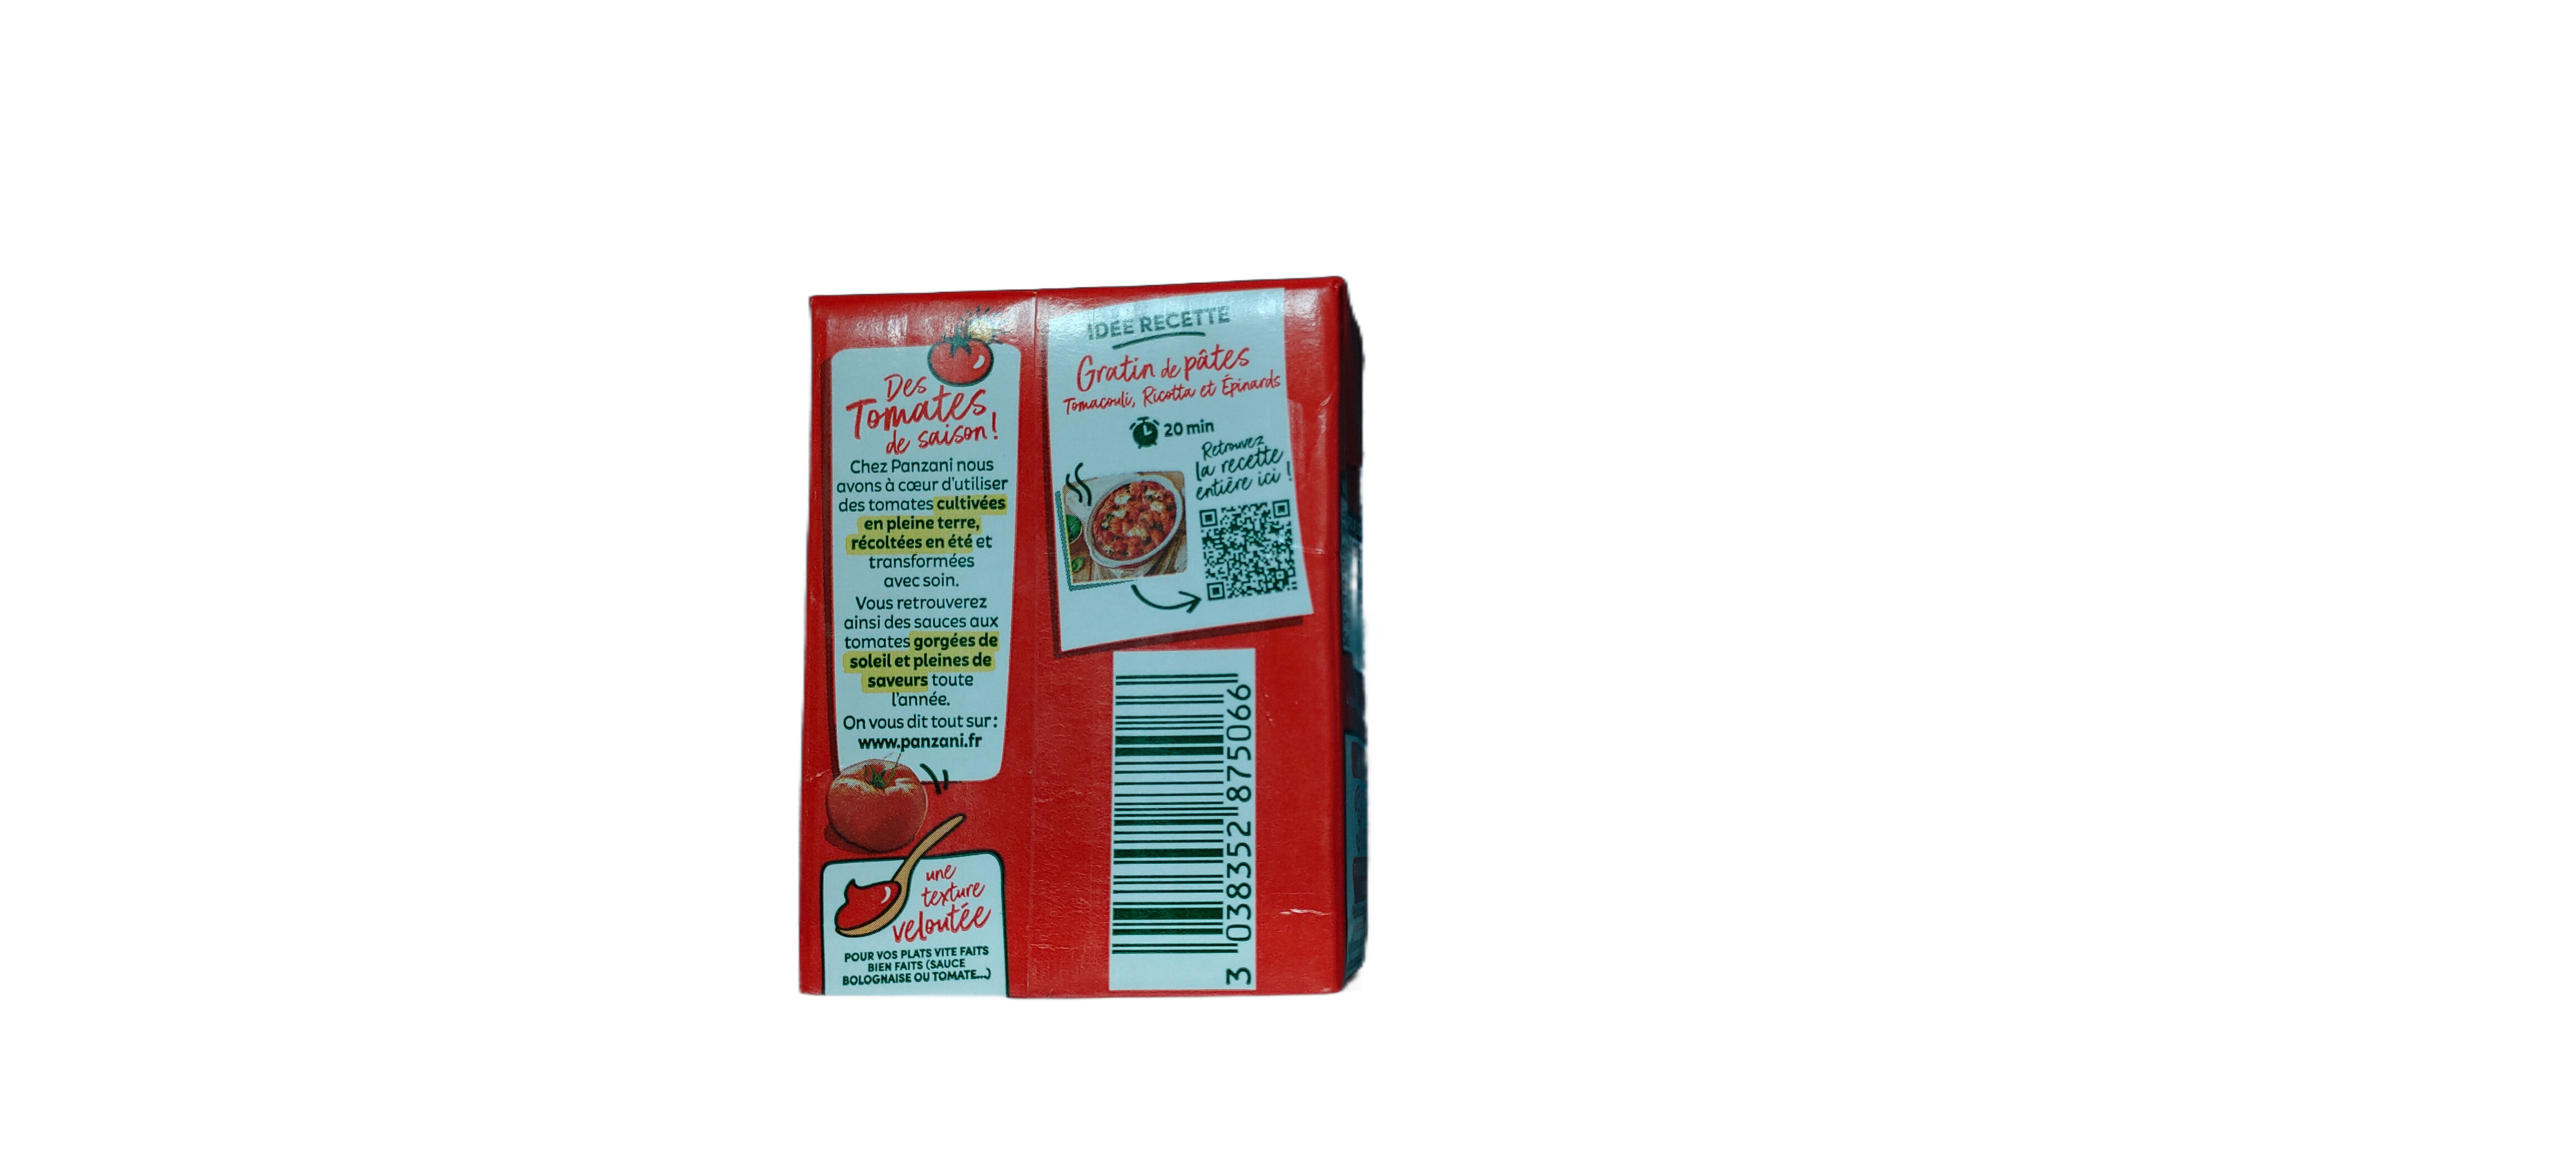 Des
Tomates
de saison !
Chez Panzani nous
avons à cœur d'utiliser
des tomates cultivées
en pleine terre,
récoltées en été et
transformées
avec soin.
Vous retrouverez
ainsi des sauces aux
tomates gorgées de
soleil et pleines de
saveurs toute
l'année.
On vous dit tout sur :
www.panzani.fr
une
texture
veloutée
POUR VOS PLATS VITE FAITS
BIEN FAITS (SAUCE
BOLOGNAISE OU TOMATE...)
IDÉE RECETTE
Gratin de pâtes
Tomacouli, Ricotta et Épinards
20 min
Retrouvez
la recette
entière ici !
3 038352 875066